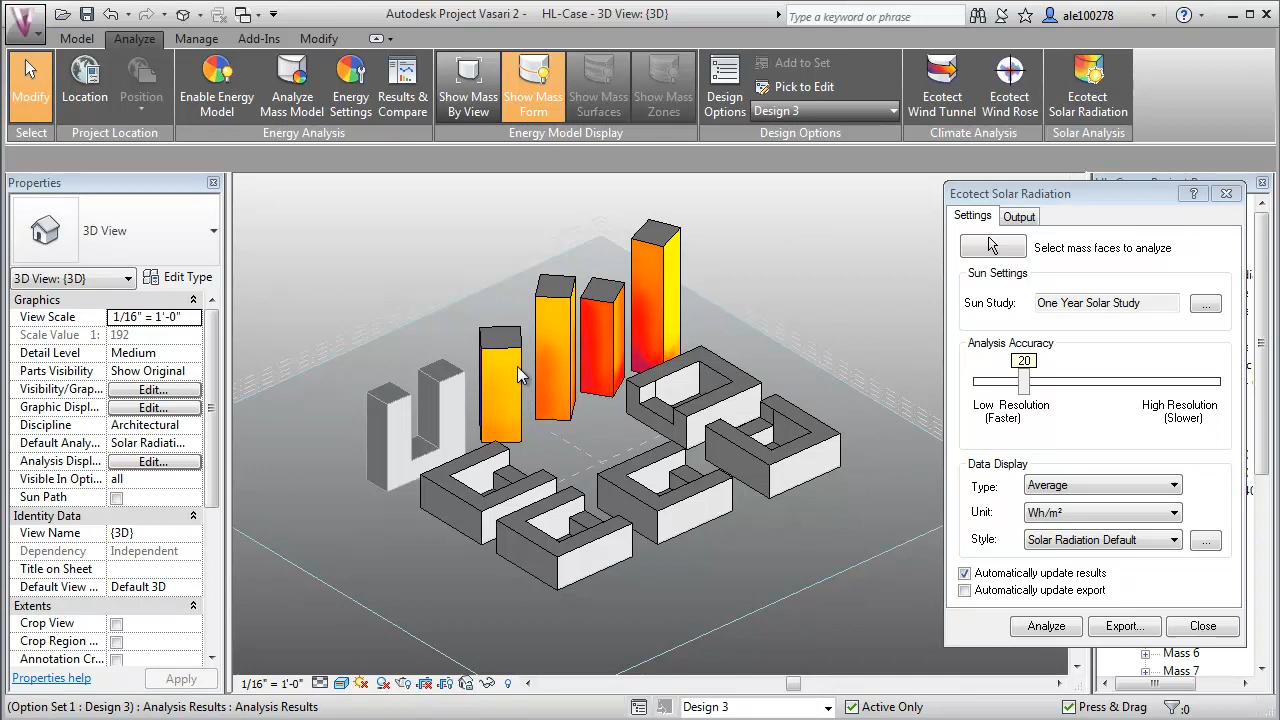 Autodesk Project Vasari 2 - HL-Case - 3D View: {3D}
Type a keyword or phrase
ale100278
Model Analyze Manage Add-Ins Modify
Modify
Location
Position
Enable Energy Model
Analyze Mass Model
Energy Settings
Results & Compare
Show Mass By View
Show Mass Form
Show Mass Surfaces
Show Mass Zones
Design Options
Add to Set
Pick to Edit
Design 3
Ecotect Wind Tunnel
Ecotect Wind Rose
Ecotect Solar Radiation
Select Project Location Energy Analysis Energy Model Display Design Options Climate Analysis Solar Analysis
Properties
3D View
3D View: {3D} Edit Type
Graphics
View Scale 1/16" = 1'-0"
Scale Value 1: 192
Detail Level Medium
Parts Visibility Show Original
Visibility/Grap... Edit...
Graphic Displ... Edit...
Discipline Architectural
Default Analy... Solar Radiati...
Analysis Displ... Edit...
Visible In Opti... all
Sun Path
Identity Data
View Name {3D}
Dependency Independent
Title on Sheet
Default View ... Default 3D
Extents
Crop View
Crop Region ...
Annotation Cr...
Properties help Apply
Ecotect Solar Radiation
Settings Output
Select mass faces to analyze
Sun Settings
Sun Study: One Year Solar Study ...
Analysis Accuracy
20
Low Resolution (Faster)
High Resolution (Slower)
Data Display
Type: Average
Unit: Wh/m²
Style: Solar Radiation Default ...
Automatically update results
Automatically update export
Analyze Export... Close
Mass 6
Mass 7
1/16" = 1'-0"
(Option Set 1 : Design 3) : Analysis Results : Analysis Results
Design 3
Active Only
Press & Drag
:0